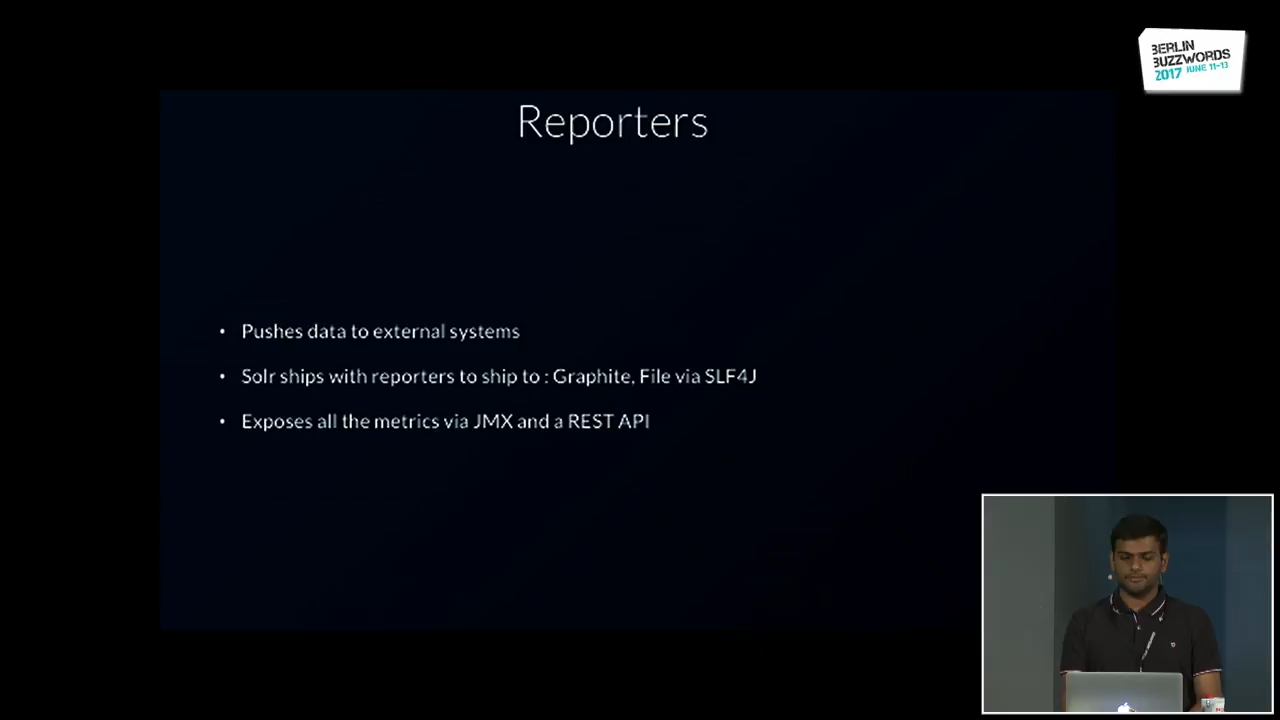 BERLIN
BUZZWORDS
2017 JUNE 11-13
Reporters
• Pushes data to external systems
• Solr ships with reporters to ship to : Graphite, File via SLF4J
• Exposes all the metrics via JMX and a REST API